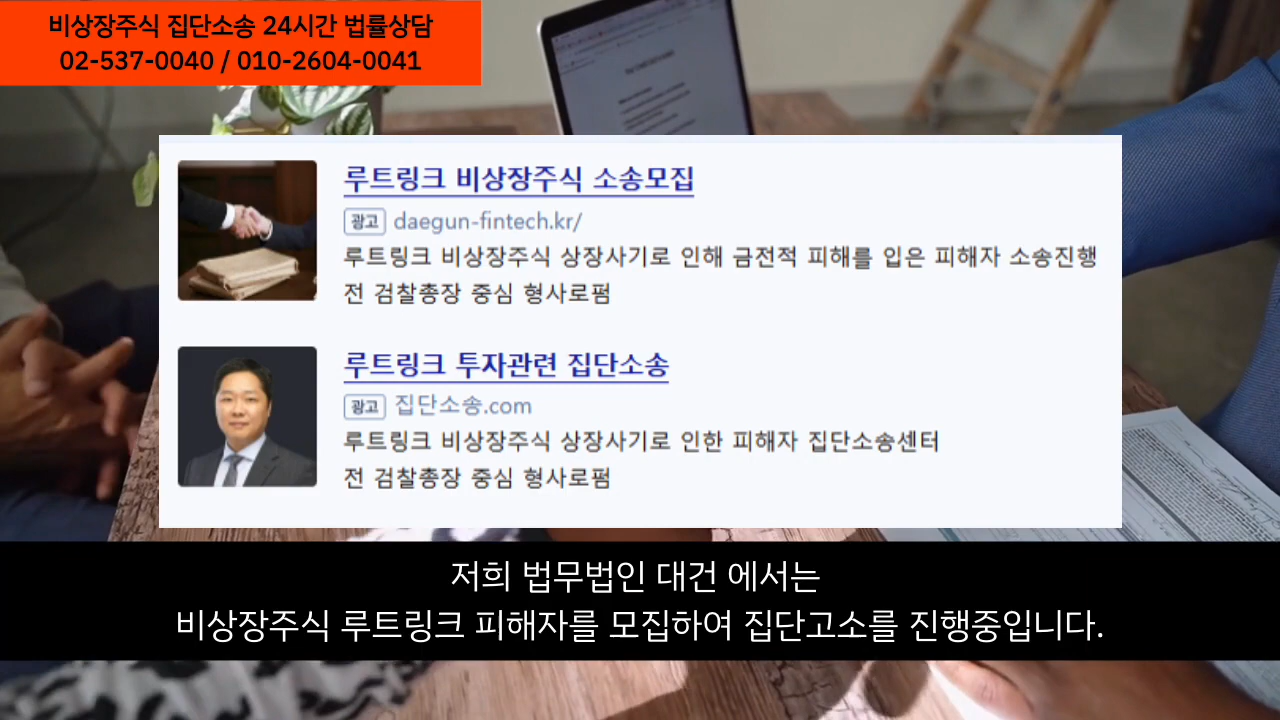 비상장주식 집단소송 24시간 법률상담
02-537-0040 / 010-2604-0041
루트링크 비상장주식 소송모집
광고 daegun-fintech.kr/
루트링크 비상장주식 상장사기로 인해 금전적 피해를 입은 피해자 소송진행
전 검찰총장 중심 형사로펌
루트링크 투자관련 집단소송
광고 집단소송.com
루트링크 비상장주식 상장사기로 인한 피해자 집단소송센터
전 검찰총장 중심 형사로펌
저희 법무법인 대건 에서는
비상장주식 루트링크 피해자를 모집하여 집단고소를 진행중입니다.